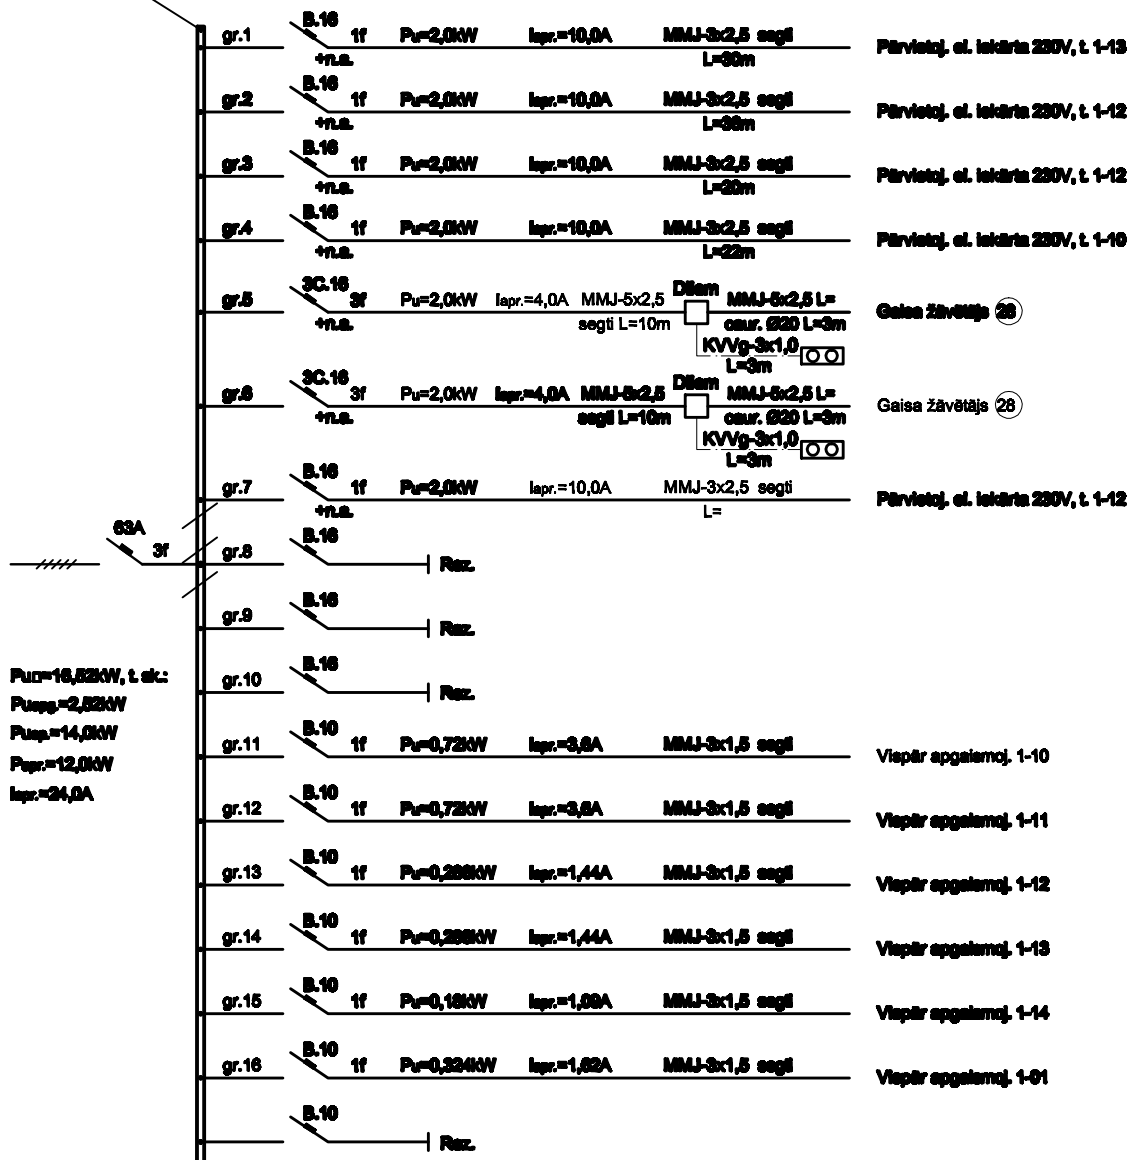 gr.1 B.16 1f Pu=2,0kW Iapr.=10,0A MMJ-3x2,5 segti Pārvietoj. el. iekārta 230V, t. 1-13
+n.a. L=30m
gr.2 B.16 1f Pu=2,0kW Iapr.=10,0A MMJ-3x2,5 segti Pārvietoj. el. iekārta 230V, t. 1-12
+n.a. L=36m
gr.3 B.16 1f Pu=2,0kW Iapr.=10,0A MMJ-3x2,5 segti Pārvietoj. el. iekārta 230V, t. 1-12
+n.a. L=20m
gr.4 B.16 1f Pu=2,0kW Iapr.=10,0A MMJ-3x2,5 segti Pārvietoj. el. iekārta 230V, t. 1-10
+n.a. L=22m
gr.5 3C.16 3f Pu=2,0kW Iapr.=4,0A MMJ-5x2,5 MMJ-5x2,5 L= Gaisa žāvētājs 28
+n.a. segti L=10m caur. Ø20 L=3m
KVVg-3x1,0
L=3m
gr.6 3C.16 3f Pu=2,0kW Iapr.=4,0A MMJ-5x2,5 MMJ-5x2,5 L= Gaisa žāvētājs 28
+n.a. segti L=10m caur. Ø20 L=3m
KVVg-3x1,0
L=3m
gr.7 B.16 1f Pu=2,0kW Iapr.=10,0A MMJ-3x2,5 segti Pārvietoj. el. iekārta 230V, t. 1-12
+n.a. L=
63A 3f
gr.8 B.16 Rez.
gr.9 B.16 Rez.
gr.10 B.16 Rez.
Pu□=16,52kW, t. sk.:
Puapg.=2,52kW
Pusp.=14,0kW
Papr.=12,0kW
Iapr.=24,0A
gr.11 B.10 1f Pu=0,72kW Iapr.=3,6A MMJ-3x1,5 segti Vispār apgaismoj. 1-10
gr.12 B.10 1f Pu=0,72kW Iapr.=3,6A MMJ-3x1,5 segti Vispār apgaismoj. 1-11
gr.13 B.10 1f Pu=0,288kW Iapr.=1,44A MMJ-3x1,5 segti Vispār apgaismoj. 1-12
gr.14 B.10 1f Pu=0,288kW Iapr.=1,44A MMJ-3x1,5 segti Vispār apgaismoj. 1-13
gr.15 B.10 1f Pu=0,18kW Iapr.=1,09A MMJ-3x1,5 segti Vispār apgaismoj. 1-14
gr.16 B.10 1f Pu=0,324kW Iapr.=1,62A MMJ-3x1,5 segti Vispār apgaismoj. 1-01
B.10 Rez.